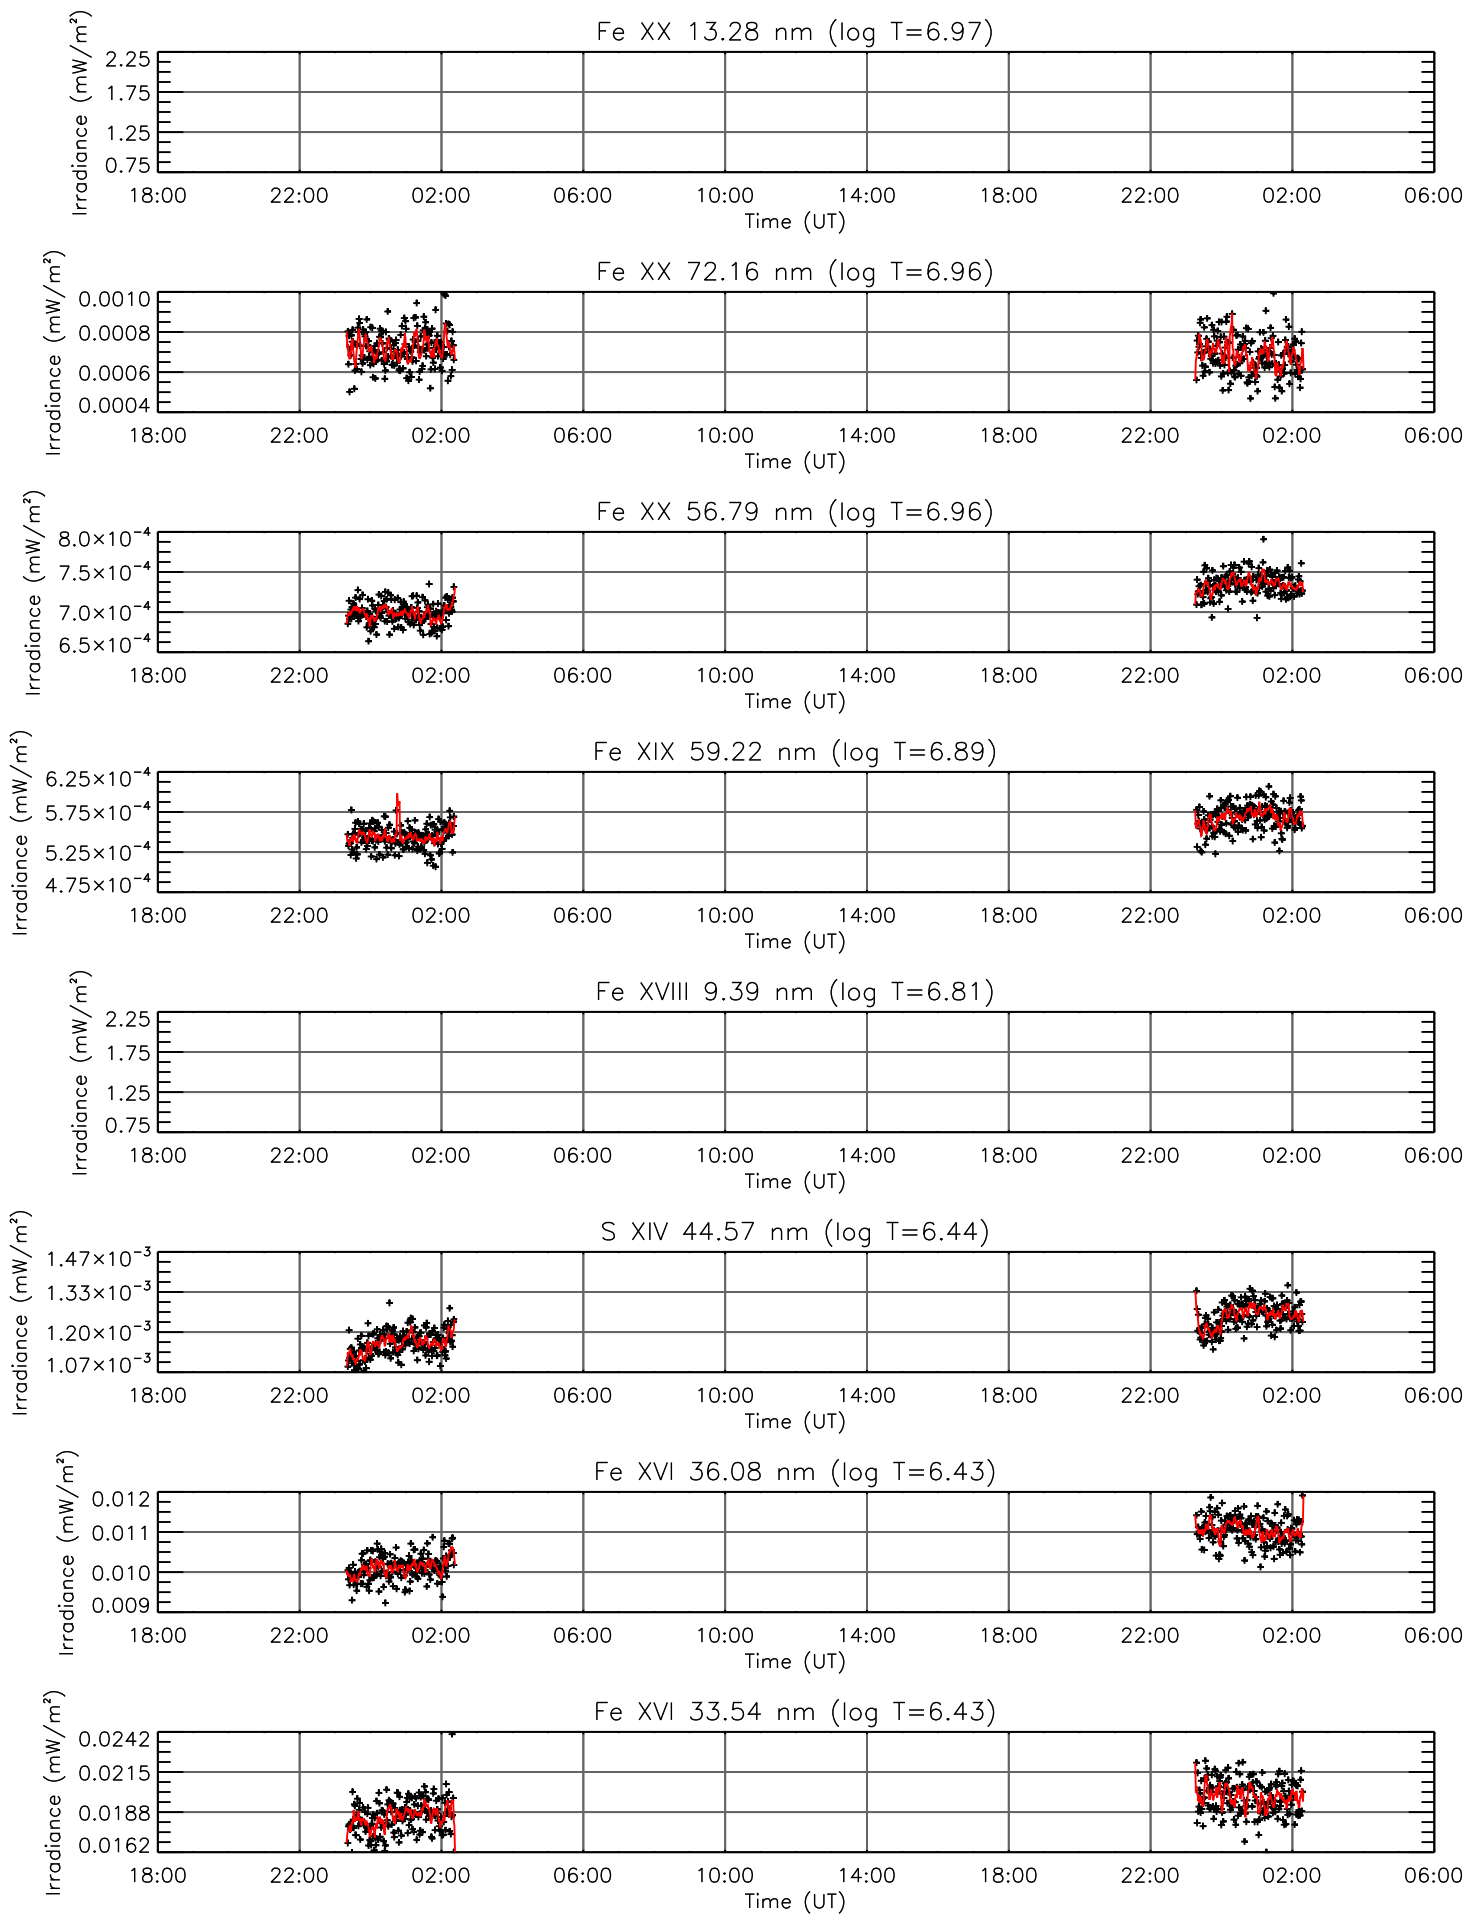 Fe XX 13.28 nm (log T=6.97)
Irradiance (mW/m²)
2.25
1.75
1.25
0.75
18:00 22:00 02:00 06:00 10:00 14:00 18:00 22:00 02:00 06:00
Time (UT)
Fe XX 72.16 nm (log T=6.96)
Irradiance (mW/m²)
0.0010
0.0008
0.0006
0.0004
18:00 22:00 02:00 06:00 10:00 14:00 18:00 22:00 02:00 06:00
Time (UT)
Fe XX 56.79 nm (log T=6.96)
Irradiance (mW/m²)
8.0×10⁻⁴
7.5×10⁻⁴
7.0×10⁻⁴
6.5×10⁻⁴
18:00 22:00 02:00 06:00 10:00 14:00 18:00 22:00 02:00 06:00
Time (UT)
Fe XIX 59.22 nm (log T=6.89)
Irradiance (mW/m²)
6.25×10⁻⁴
5.75×10⁻⁴
5.25×10⁻⁴
4.75×10⁻⁴
18:00 22:00 02:00 06:00 10:00 14:00 18:00 22:00 02:00 06:00
Time (UT)
Fe XVIII 9.39 nm (log T=6.81)
Irradiance (mW/m²)
2.25
1.75
1.25
0.75
18:00 22:00 02:00 06:00 10:00 14:00 18:00 22:00 02:00 06:00
Time (UT)
S XIV 44.57 nm (log T=6.44)
Irradiance (mW/m²)
1.47×10⁻³
1.33×10⁻³
1.20×10⁻³
1.07×10⁻³
18:00 22:00 02:00 06:00 10:00 14:00 18:00 22:00 02:00 06:00
Time (UT)
Fe XVI 36.08 nm (log T=6.43)
Irradiance (mW/m²)
0.012
0.011
0.010
0.009
18:00 22:00 02:00 06:00 10:00 14:00 18:00 22:00 02:00 06:00
Time (UT)
Fe XVI 33.54 nm (log T=6.43)
Irradiance (mW/m²)
0.0242
0.0215
0.0188
0.0162
18:00 22:00 02:00 06:00 10:00 14:00 18:00 22:00 02:00 06:00
Time (UT)